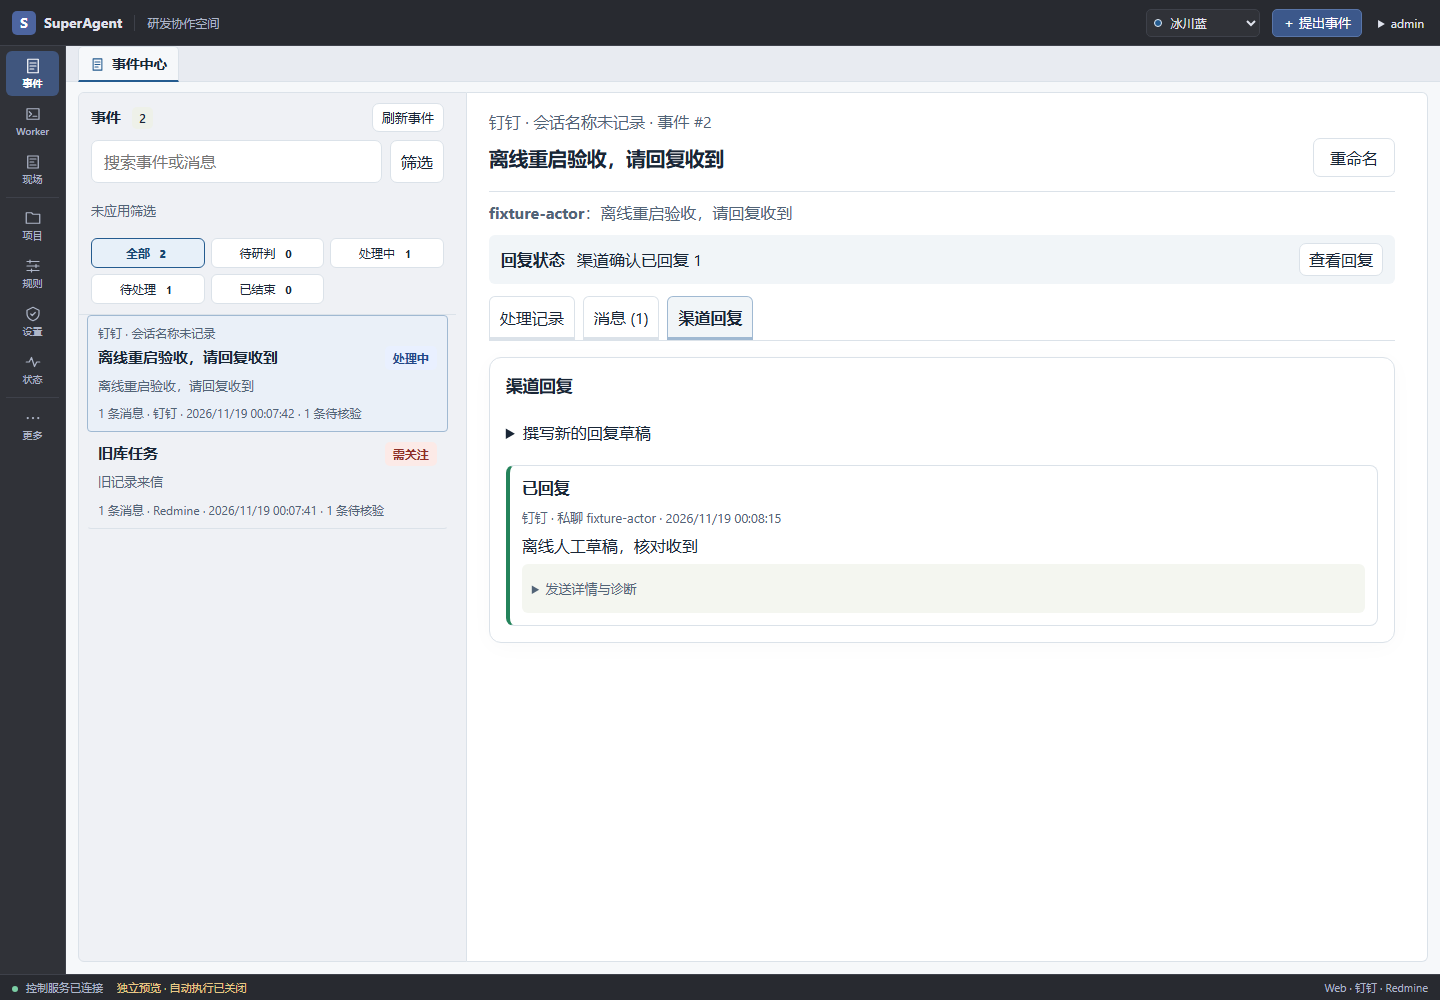 S SuperAgent 研发协作空间
冰川蓝
+ 提出事件
▶ admin
事件
Worker
现场
项目
规则
设置
状态
更多
事件中心
事件 2
刷新事件
搜索事件或消息
筛选
未应用筛选
全部 2
待研判 0
处理中 1
待处理 1
已结束 0
钉钉 · 会话名称未记录
离线重启验收，请回复收到
处理中
离线重启验收，请回复收到
1 条消息 · 钉钉 · 2026/11/19 00:07:42 · 1 条待核验
旧库任务
需关注
旧记录来信
1 条消息 · Redmine · 2026/11/19 00:07:41 · 1 条待核验
钉钉 · 会话名称未记录 · 事件 #2
离线重启验收，请回复收到
重命名
fixture-actor：离线重启验收，请回复收到
回复状态 渠道确认已回复 1
查看回复
处理记录
消息 (1)
渠道回复
渠道回复
▶ 撰写新的回复草稿
已回复
钉钉 · 私聊 fixture-actor · 2026/11/19 00:08:15
离线人工草稿，核对收到
▶ 发送详情与诊断
控制服务已连接
独立预览 · 自动执行已关闭
Web · 钉钉 · Redmine